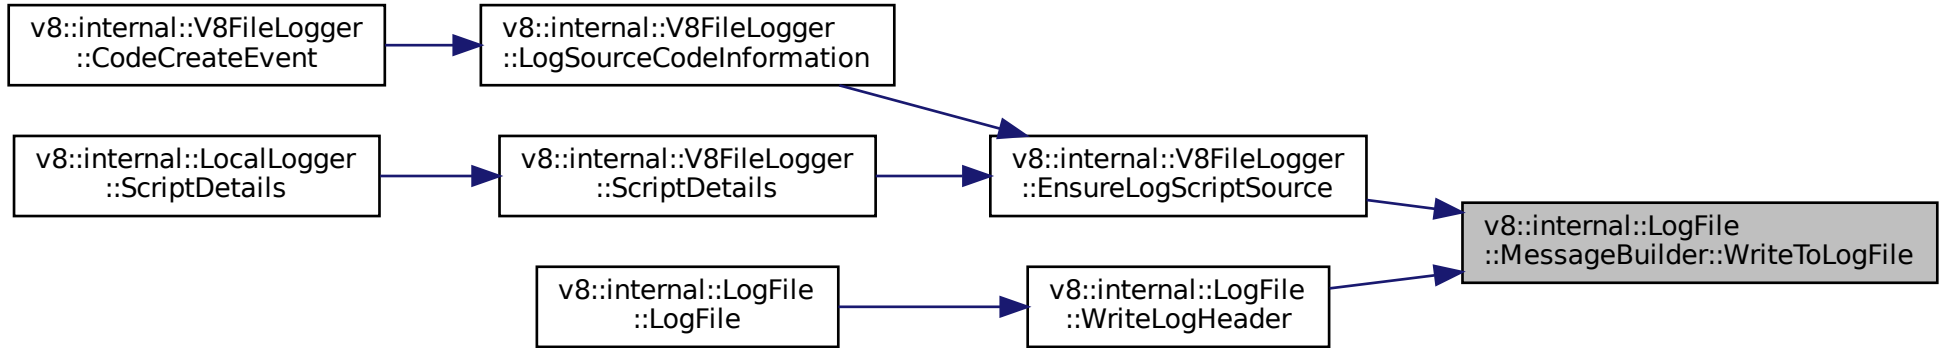 v8::internal::V8FileLogger
::CodeCreateEvent
v8::internal::V8FileLogger
::LogSourceCodeInformation
v8::internal::LocalLogger
::ScriptDetails
v8::internal::V8FileLogger
::ScriptDetails
v8::internal::V8FileLogger
::EnsureLogScriptSource
v8::internal::LogFile
::MessageBuilder::WriteToLogFile
v8::internal::LogFile
::LogFile
v8::internal::LogFile
::WriteLogHeader